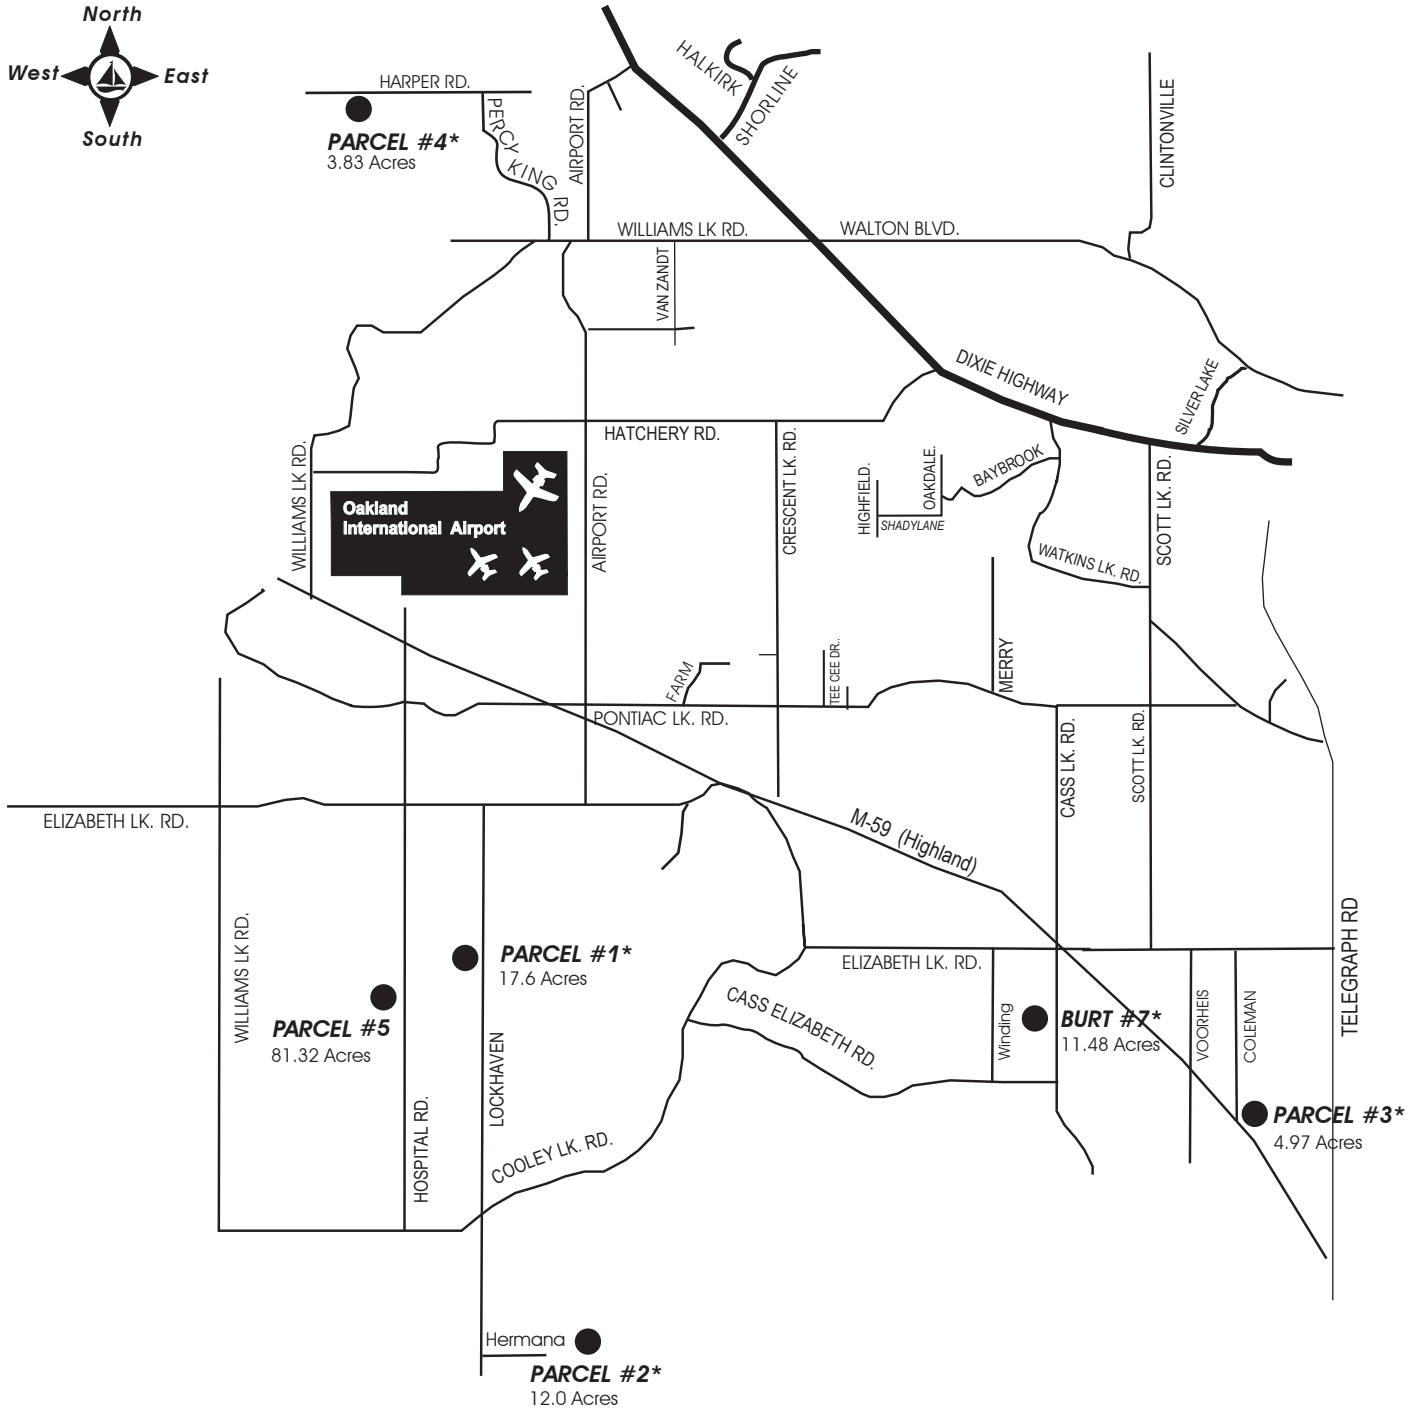 North
West
East
South
HARPER RD.
PARCEL #4*
3.83 Acres
PERCY KING RD.
AIRPORT RD.
HALKIRK
SHORLINE
CLINTONVILLE
WILLIAMS LK RD.
WALTON BLVD.
VAN ZANDT
DIXIE HIGHWAY
SILVER LAKE
HATCHERY RD.
WILLIAMS LK RD.
Oakland
International Airport
AIRPORT RD.
CRESCENT LK. RD.
HIGHFIELD.
OAKDALE.
SHADYLANE
BAYBROOK
WATKINS LK. RD.
SCOTT LK. RD.
FARM
TEE CEE DR..
MERRY
PONTIAC LK. RD.
CASS LK. RD.
SCOTT LK. RD.
ELIZABETH LK. RD.
M-59 (Highland)
WILLIAMS LK RD.
PARCEL #1*
17.6 Acres
PARCEL #5
81.32 Acres
HOSPITAL RD.
LOCKHAVEN
COOLEY LK. RD.
CASS ELIZABETH RD.
ELIZABETH LK. RD.
Winding
BURT #7*
11.48 Acres
VOORHEIS
COLEMAN
TELEGRAPH RD
PARCEL #3*
4.97 Acres
Hermana
PARCEL #2*
12.0 Acres